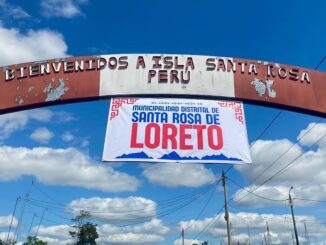 BIENVENIDOS A ISLA SANTA ROSA
PERU
MUNICIPALIDAD DISTRITAL DE
SANTA ROSA DE
LORETO